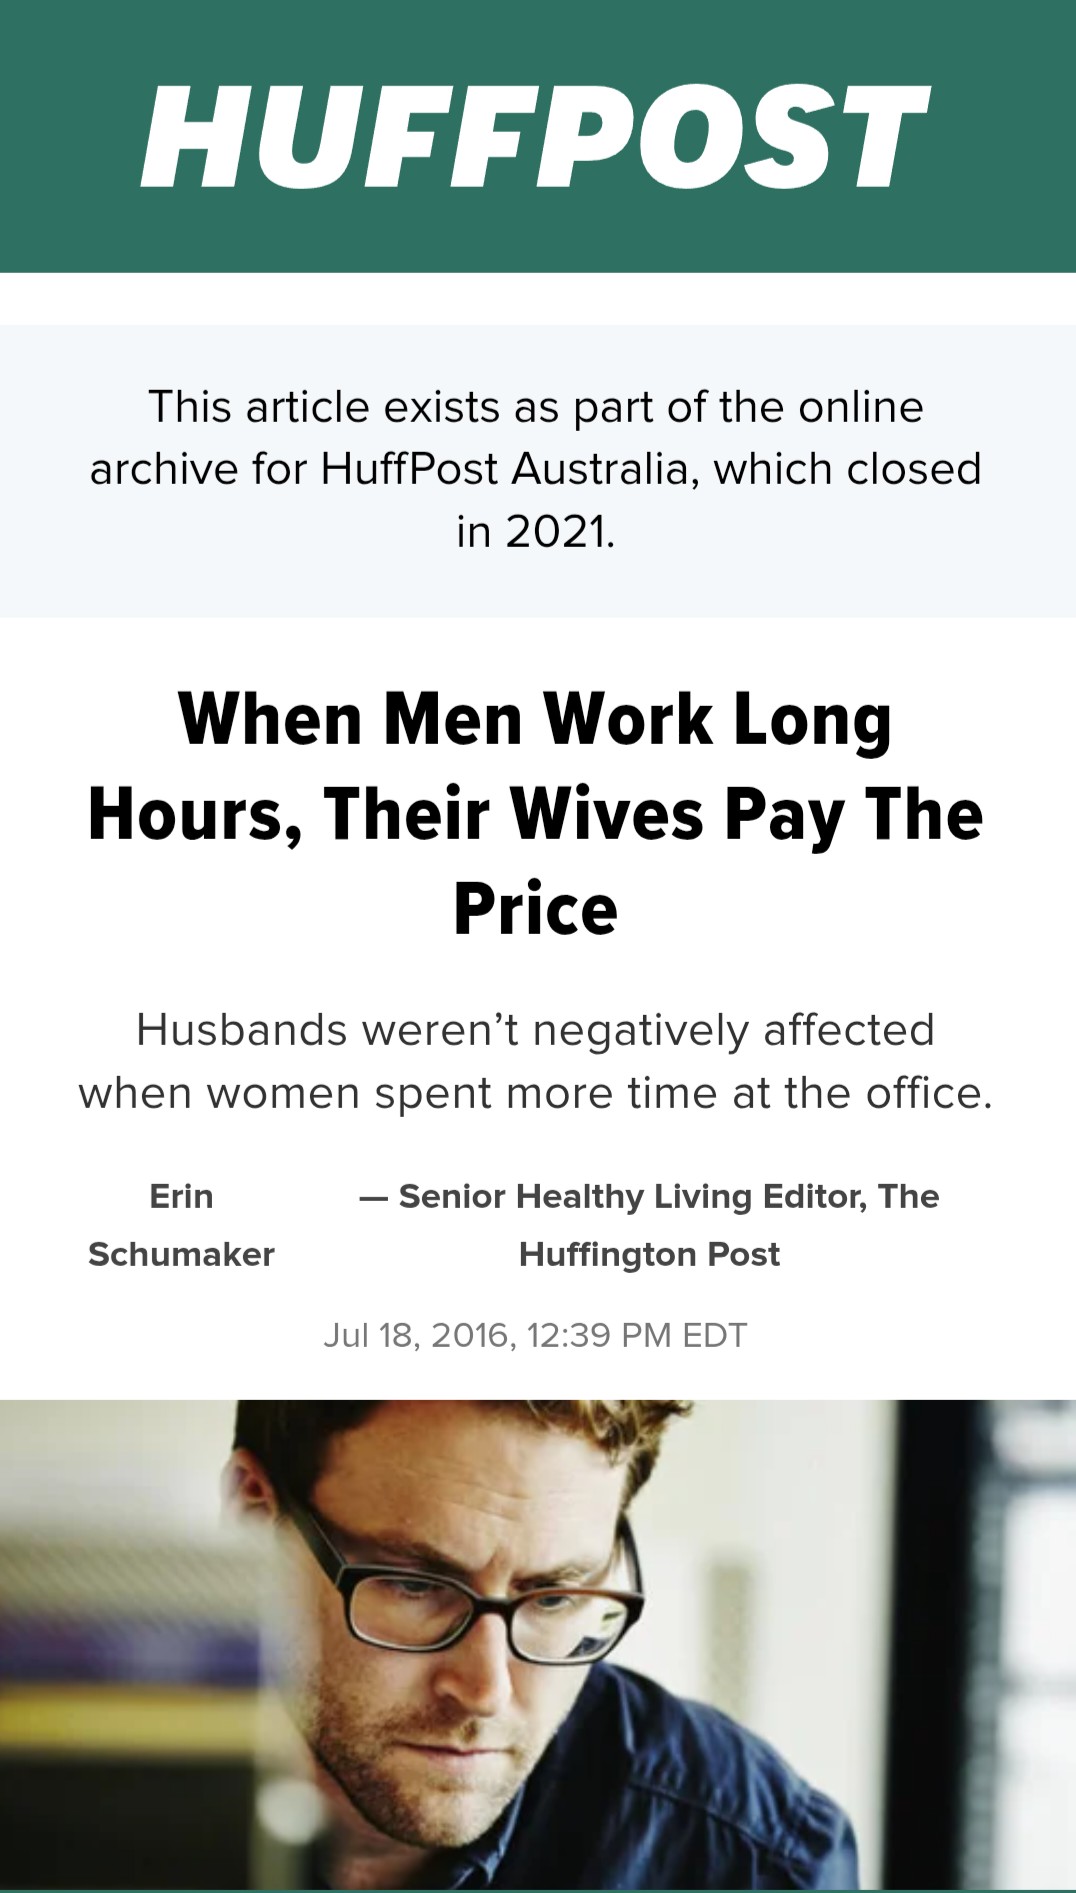 HUFFPOST
This article exists as part of the online
archive for HuffPost Australia, which closed
in 2021.
When Men Work Long
Hours, Their Wives Pay The
Price
Husbands weren’t negatively affected
when women spent more time at the office.
Erin
Schumaker
— Senior Healthy Living Editor, The
Huffington Post
Jul 18, 2016, 12:39 PM EDT